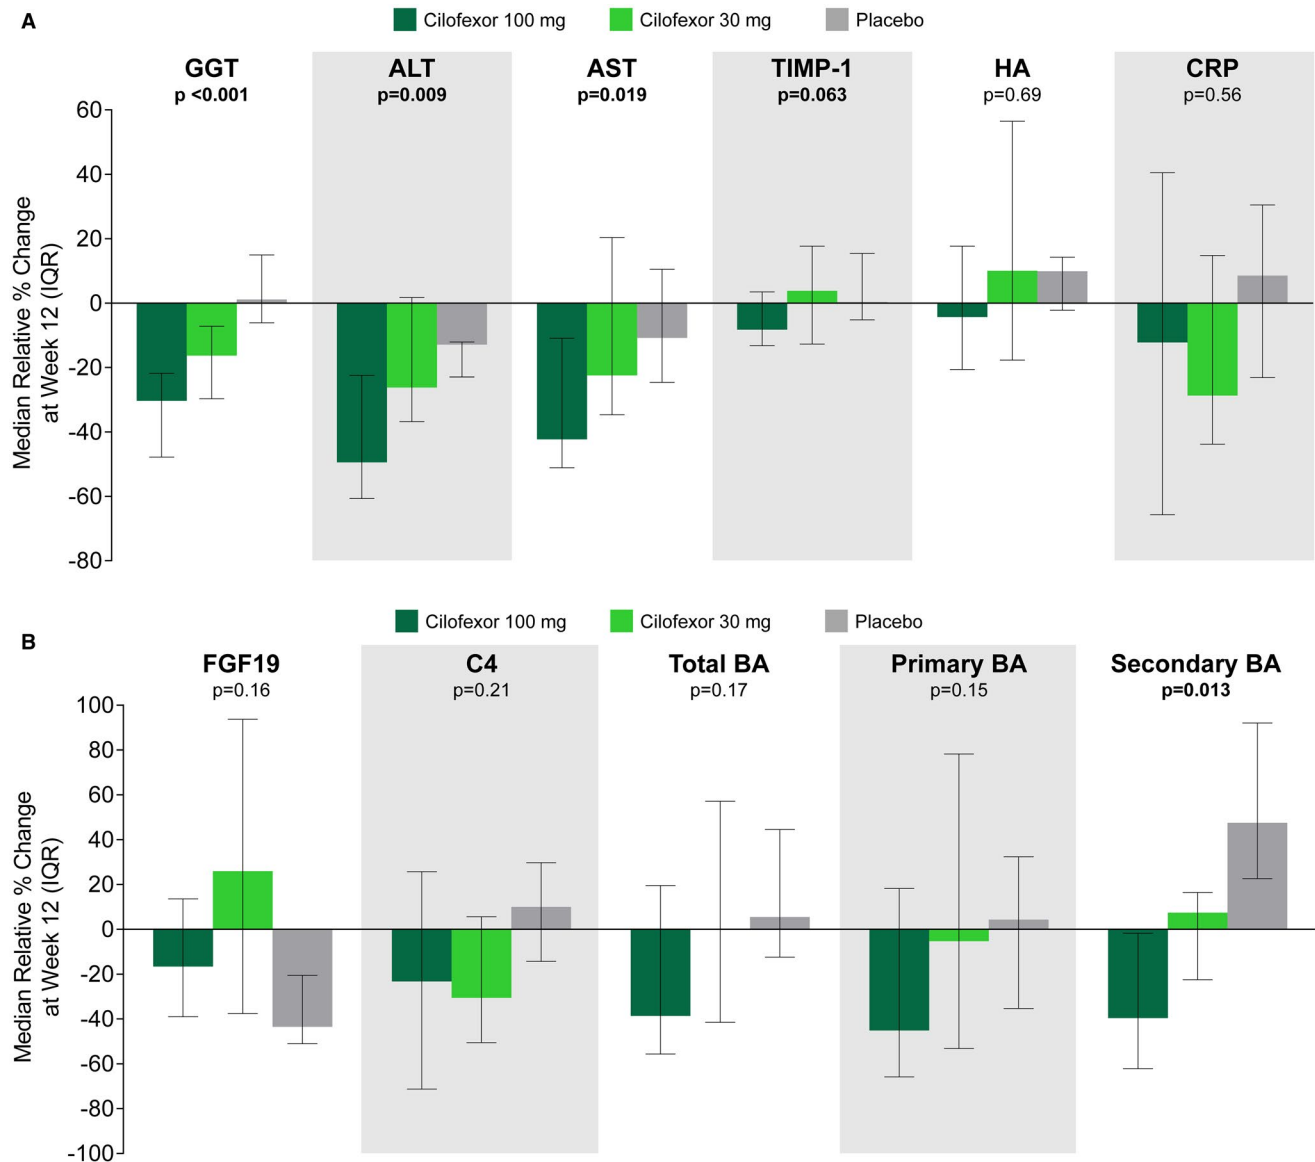 A
Cilofexor 100 mg Cilofexor 30 mg Placebo
GGT ALT AST TIMP-1 HA CRP
p <0.001 p=0.009 p=0.019 p=0.063 p=0.69 p=0.56
Median Relative % Change
at Week 12 (IQR)
60
40
20
0
-20
-40
-60
-80
B
Cilofexor 100 mg Cilofexor 30 mg Placebo
FGF19 C4 Total BA Primary BA Secondary BA
p=0.16 p=0.21 p=0.17 p=0.15 p=0.013
Median Relative % Change
at Week 12 (IQR)
100
80
60
40
20
0
-20
-40
-60
-80
-100